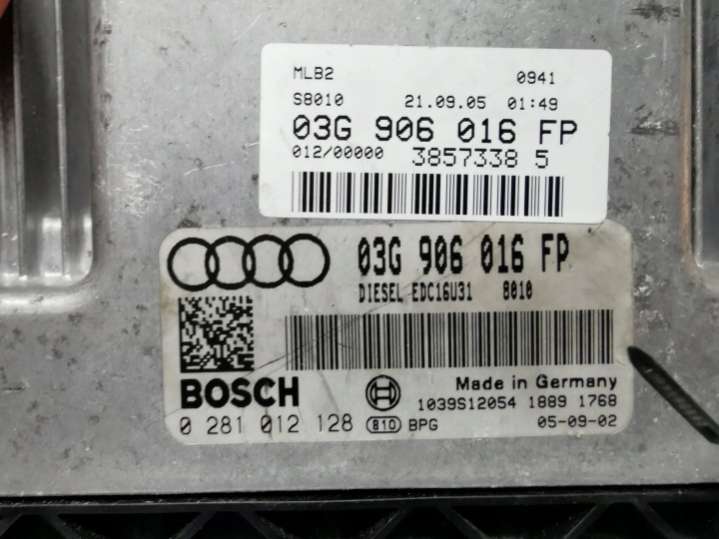 MLB2 0941
S8010 21.09.05 01:49
03G 906 016 FP
012/00000 3857338 5
03G 906 016 FP
DIESEL EDC16U31 8010
BOSCH
Made in Germany
1039S12054 1889 1768
0 281 012 128 810 BPG 05-09-02